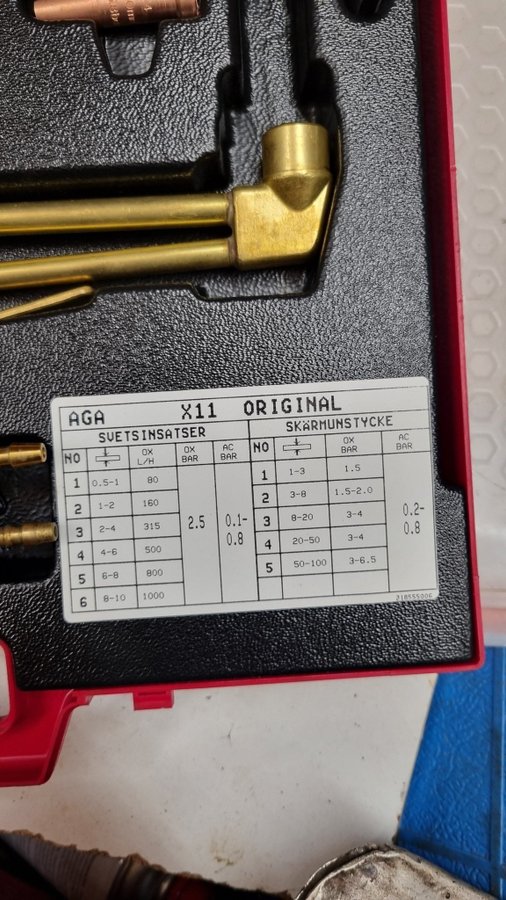 AGA X11 ORIGINAL
SVETSINSATSER
NO OX L/H OX BAR AC BAR
1 0.5-1 80
2 1-2 160
3 2-4 315
4 4-6 500
5 6-8 800
6 8-10 1000
2.5 0.1-0.8
SKÄRMUNSTYCKE
NO OX BAR AC BAR
1 1-3 1.5
2 3-8 1.5-2.0
3 8-20 3-4
4 20-50 3-4
5 50-100 3-6.5
0.2-0.8
218555006